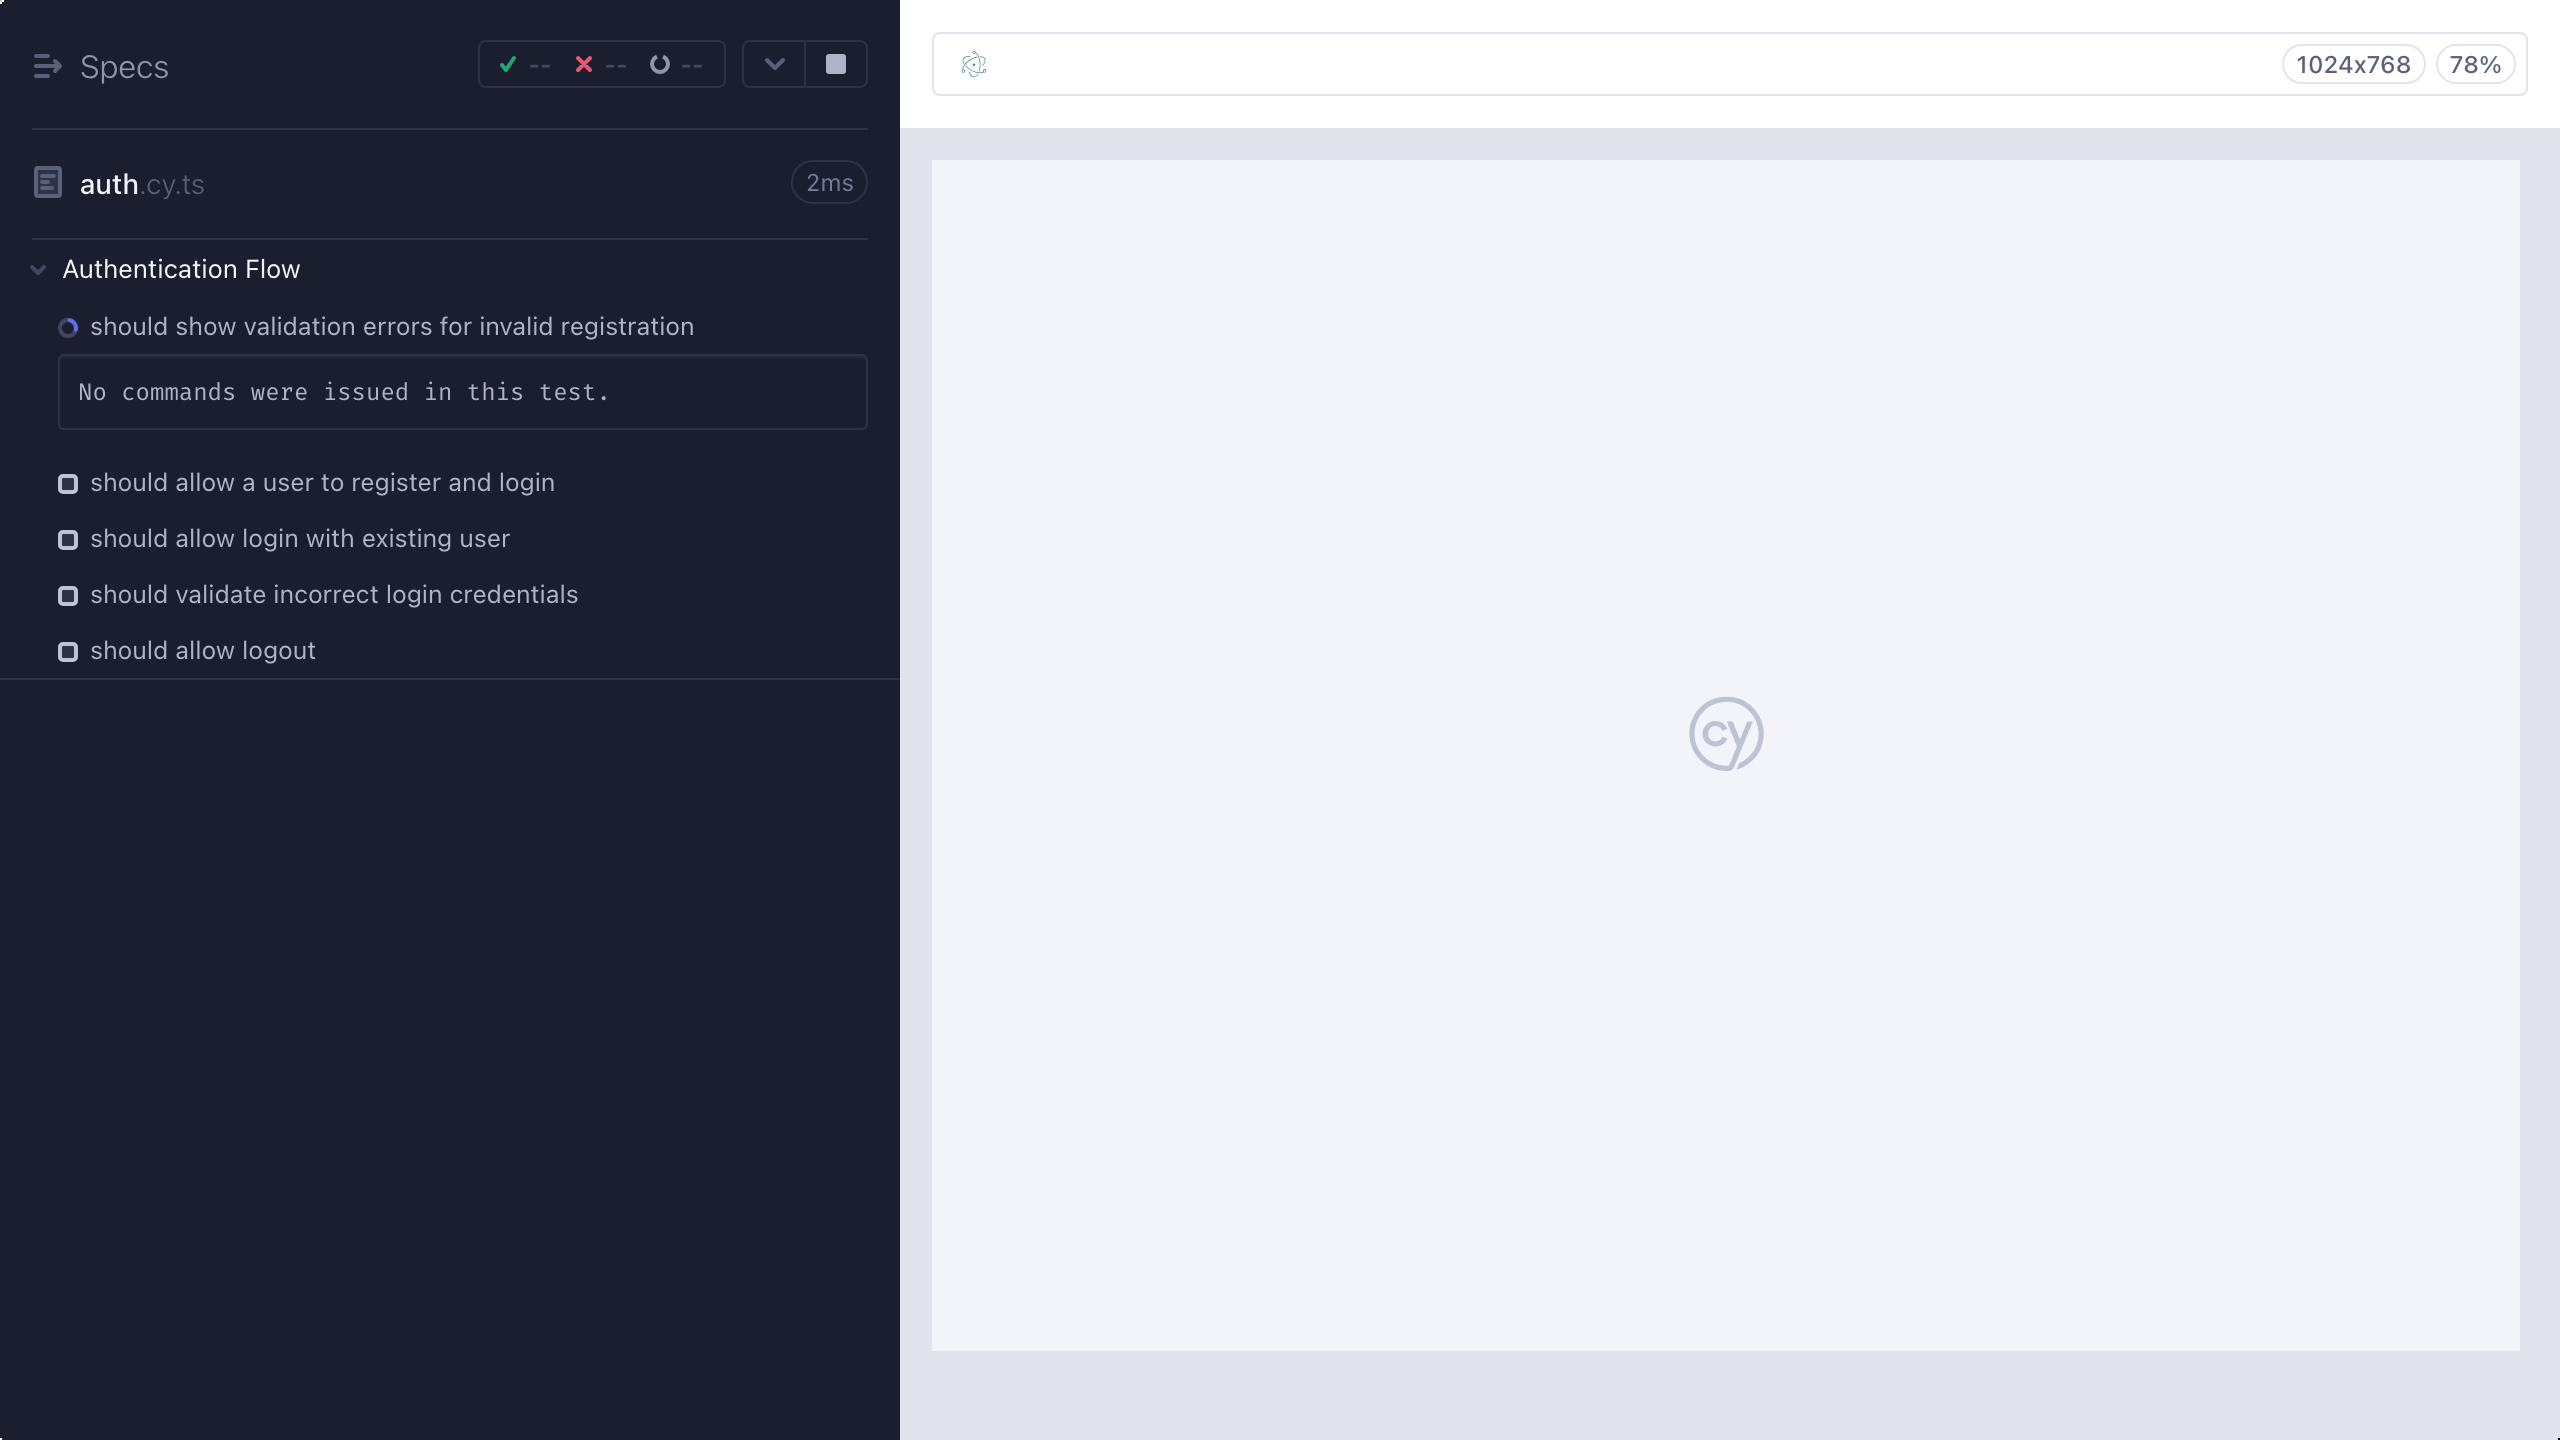 Specs
-- -- --
1024x768 78%
auth.cy.ts 2ms
Authentication Flow
should show validation errors for invalid registration
No commands were issued in this test.
should allow a user to register and login
should allow login with existing user
should validate incorrect login credentials
should allow logout
cy